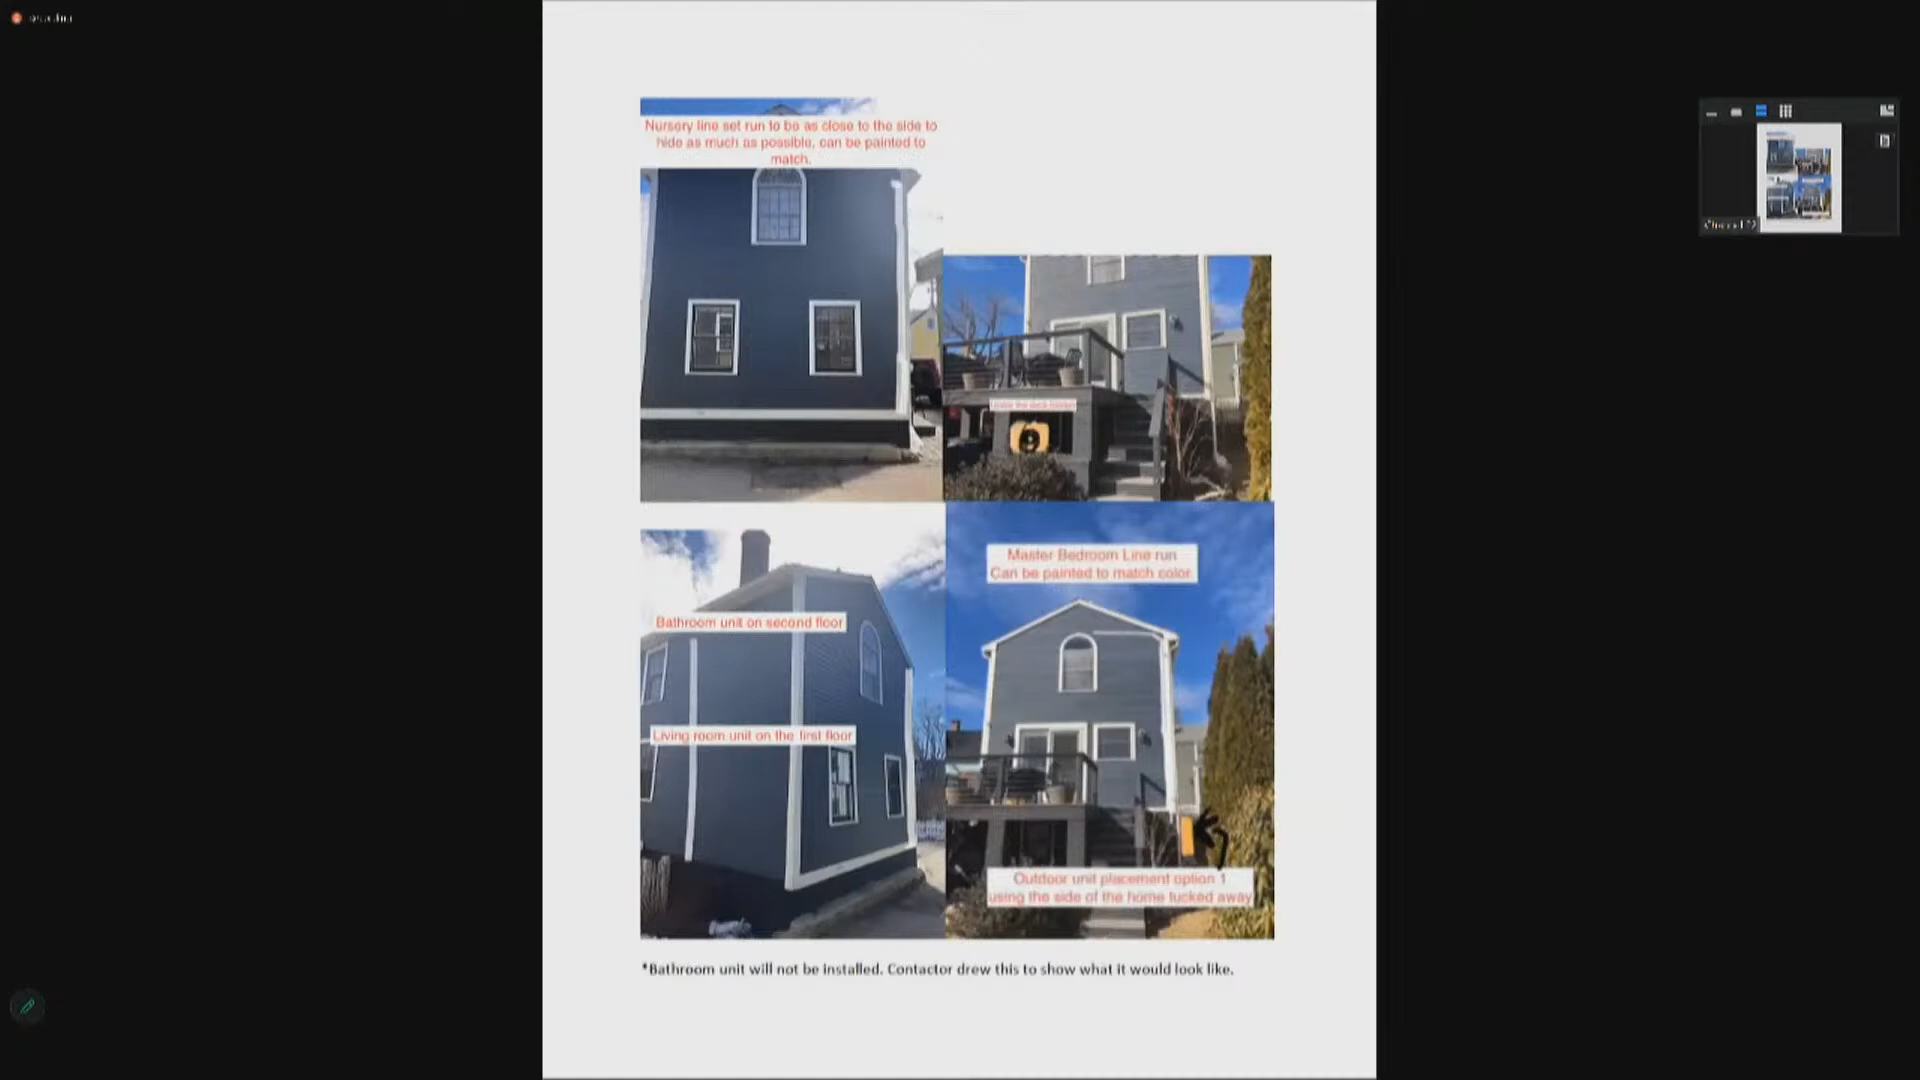 Nursery line set run to be as close to the side to
hide as much as possible, can be painted to
match.
Bathroom unit on second floor
Living room unit on the first floor
Master Bedroom Line run
Can be painted to match color
Outdoor unit placement option 1
using the side of the home tucked away
*Bathroom unit will not be installed. Contactor drew this to show what it would look like.